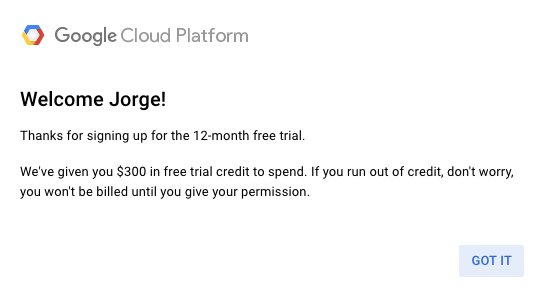 Google Cloud Platform
Welcome Jorge!
Thanks for signing up for the 12-month free trial.
We've given you $300 in free trial credit to spend. If you run out of credit, don't worry,
you won't be billed until you give your permission.
GOT IT